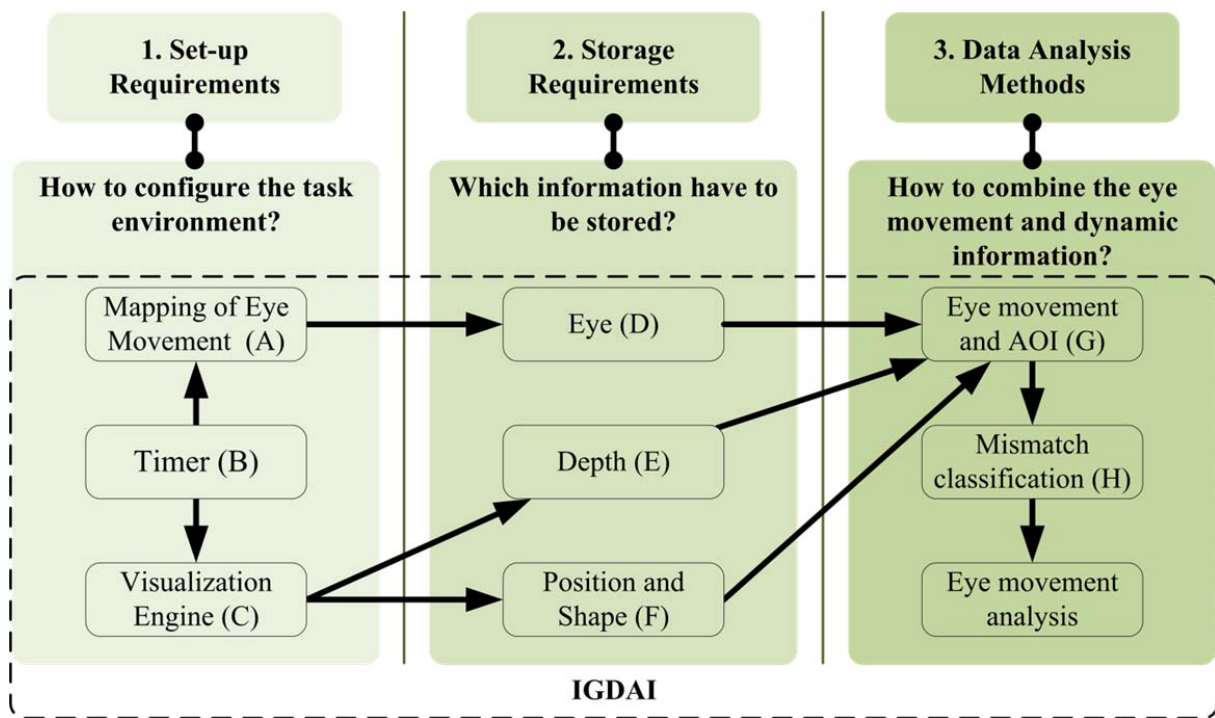 1. Set-up
Requirements
2. Storage
Requirements
3. Data Analysis
Methods
How to configure the task
environment?
Which information have to
be stored?
How to combine the eye
movement and dynamic
information?
Mapping of Eye
Movement (A)
Eye (D)
Eye movement
and AOI (G)
Timer (B)
Depth (E)
Mismatch
classification (H)
Visualization
Engine (C)
Position and
Shape (F)
Eye movement
analysis
IGDAI